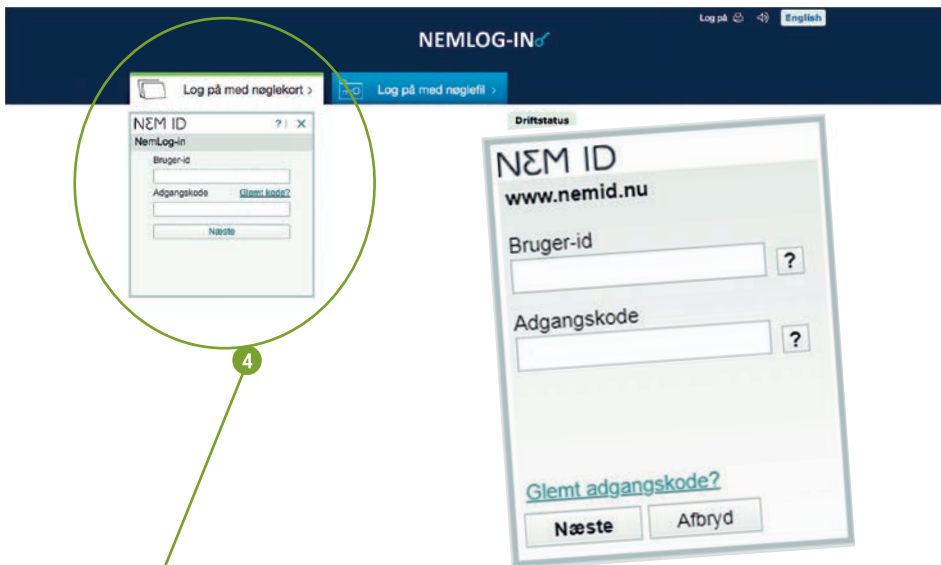 Log på
English
NEMLOG-IN
Log på med nøglekort >
Log på med nøglefil >
NEM ID ? X
NemLog-in
Bruger-id
Adgangskode Glemt kode?
Næste
Driftstatus
NEM ID
www.nemid.nu
Bruger-id
?
Adgangskode
?
Glemt adgangskode?
Næste Afbryd
4